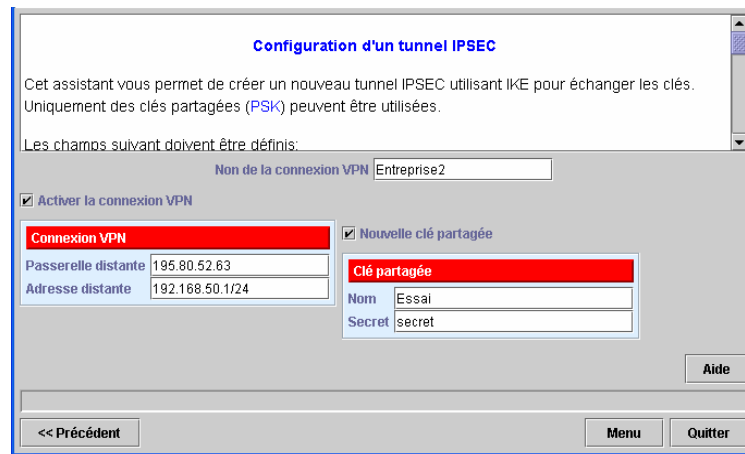 Configuration d'un tunnel IPSEC
Cet assistant vous permet de créer un nouveau tunnel IPSEC utilisant IKE pour échanger les clés.
Uniquement des clés partagées (PSK) peuvent être utilisées.
Les champs suivant doivent être définis:
Non de la connexion VPN Entreprise2
Activer la connexion VPN
Connexion VPN
Passerelle distante 195.80.52.63
Adresse distante 192.168.50.1/24
Nouvelle clé partagée
Clé partagée
Nom Essai
Secret secret
Aide
<< Précédent Menu Quitter